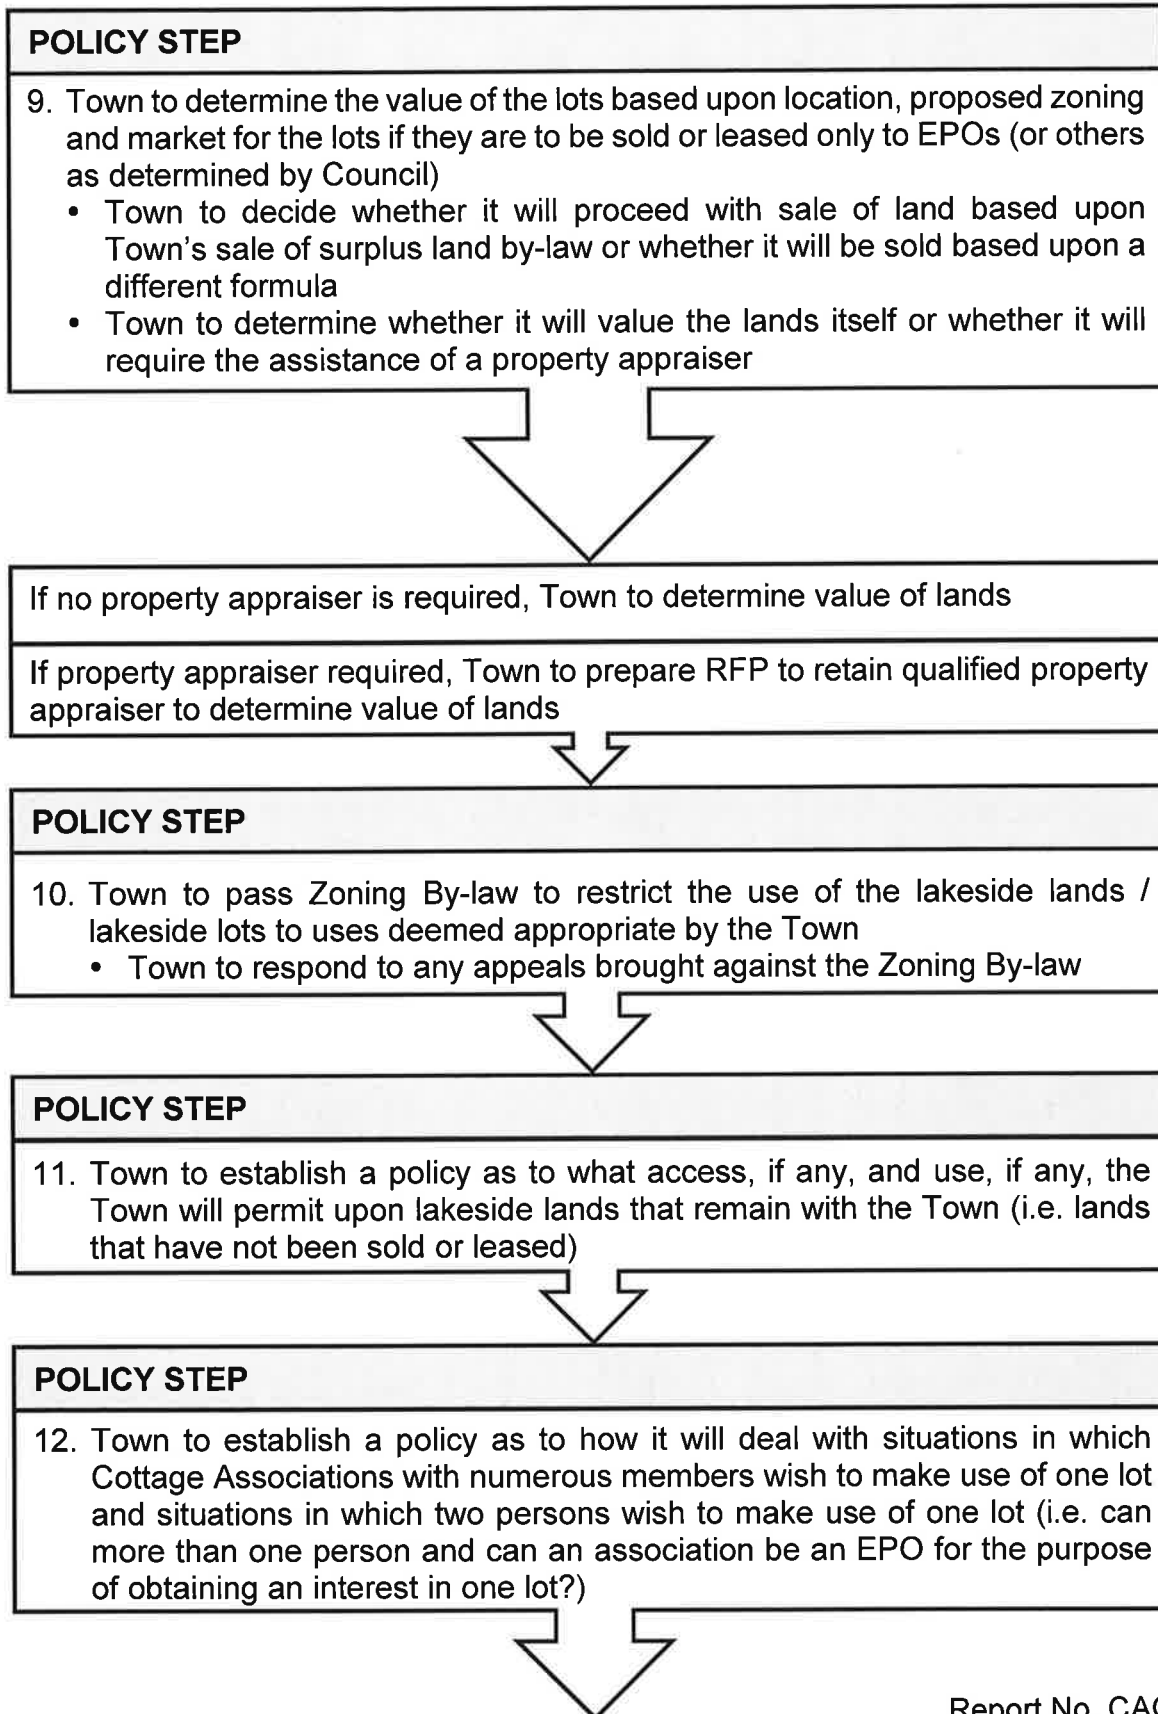 POLICY STEP
9. Town to determine the value of the lots based upon location, proposed zoning
and market for the lots if they are to be sold or leased only to EPOs (or others
as determined by Council)
• Town to decide whether it will proceed with sale of land based upon
Town's sale of surplus land by-law or whether it will be sold based upon a
different formula
• Town to determine whether it will value the lands itself or whether it will
require the assistance of a property appraiser
If no property appraiser is required, Town to determine value of lands
If property appraiser required, Town to prepare RFP to retain qualified property
appraiser to determine value of lands
POLICY STEP
10. Town to pass Zoning By-law to restrict the use of the lakeside lands /
lakeside lots to uses deemed appropriate by the Town
• Town to respond to any appeals brought against the Zoning By-law
POLICY STEP
11. Town to establish a policy as to what access, if any, and use, if any, the
Town will permit upon lakeside lands that remain with the Town (i.e. lands
that have not been sold or leased)
POLICY STEP
12. Town to establish a policy as to how it will deal with situations in which
Cottage Associations with numerous members wish to make use of one lot
and situations in which two persons wish to make use of one lot (i.e. can
more than one person and can an association be an EPO for the purpose
of obtaining an interest in one lot?)
Report No.